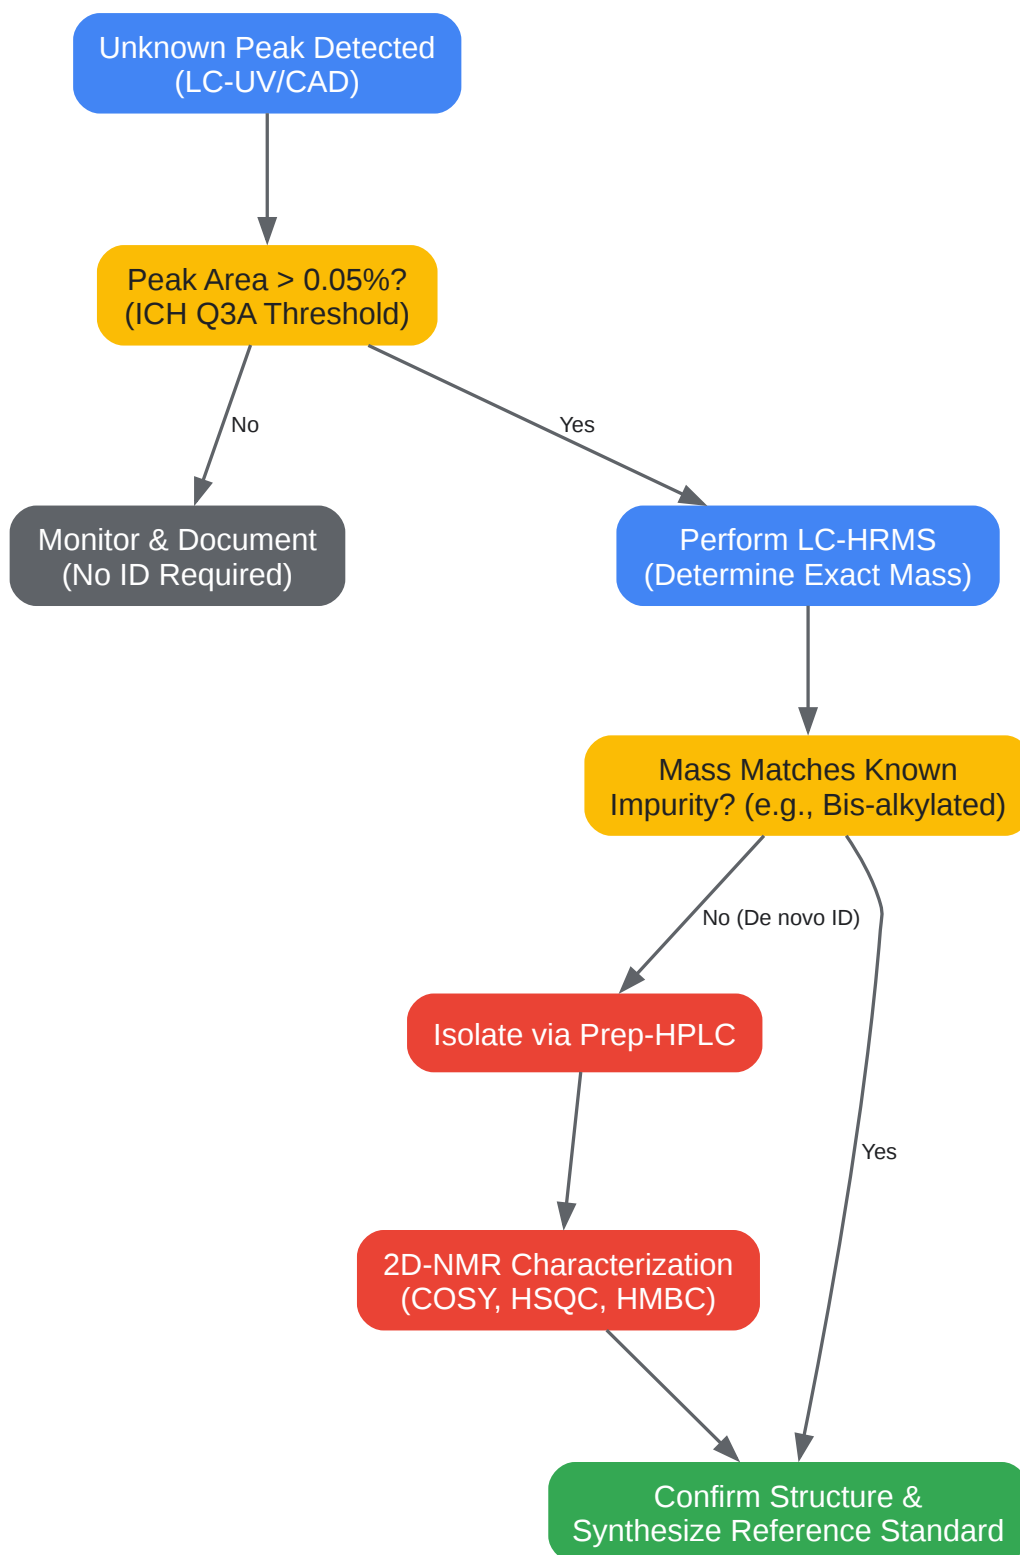 Unknown Peak Detected
(LC-UV/CAD)
Peak Area > 0.05%?
(ICH Q3A Threshold)
No
Yes
Monitor & Document
(No ID Required)
Perform LC-HRMS
(Determine Exact Mass)
Mass Matches Known
Impurity? (e.g., Bis-alkylated)
No (De novo ID)
Isolate via Prep-HPLC
Yes
2D-NMR Characterization
(COSY, HSQC, HMBC)
Confirm Structure &
Synthesize Reference Standard